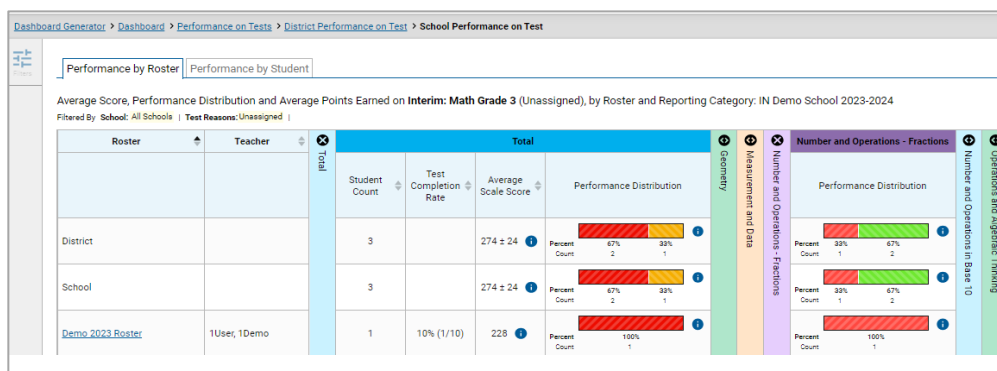 Dashboard Generator > Dashboard > Performance on Tests > District Performance on Test > School Performance on Test
Filters
Performance by Roster
Performance by Student
Average Score, Performance Distribution and Average Points Earned on Interim: Math Grade 3 (Unassigned), by Roster and Reporting Category: IN Demo School 2023-2024
Filtered By School: All Schools | Test Reasons: Unassigned |
Roster
Teacher
Total
Total
Student Count
Test Completion Rate
Average Scale Score
Performance Distribution
Geometry
Measurement and Data
Number and Operations - Fractions
Number and Operations - Fractions
Performance Distribution
Number and Operations in Base 10
Operations and Algebraic Thinking
District
3
274 ± 24
Percent 67% 33%
Count 2 1
Percent 33% 67%
Count 1 2
School
3
274 ± 24
Percent 67% 33%
Count 2 1
Percent 33% 67%
Count 1 2
Demo 2023 Roster
1User, 1Demo
1
10% (1/10)
228
Percent 100%
Count 1
Percent 100%
Count 1